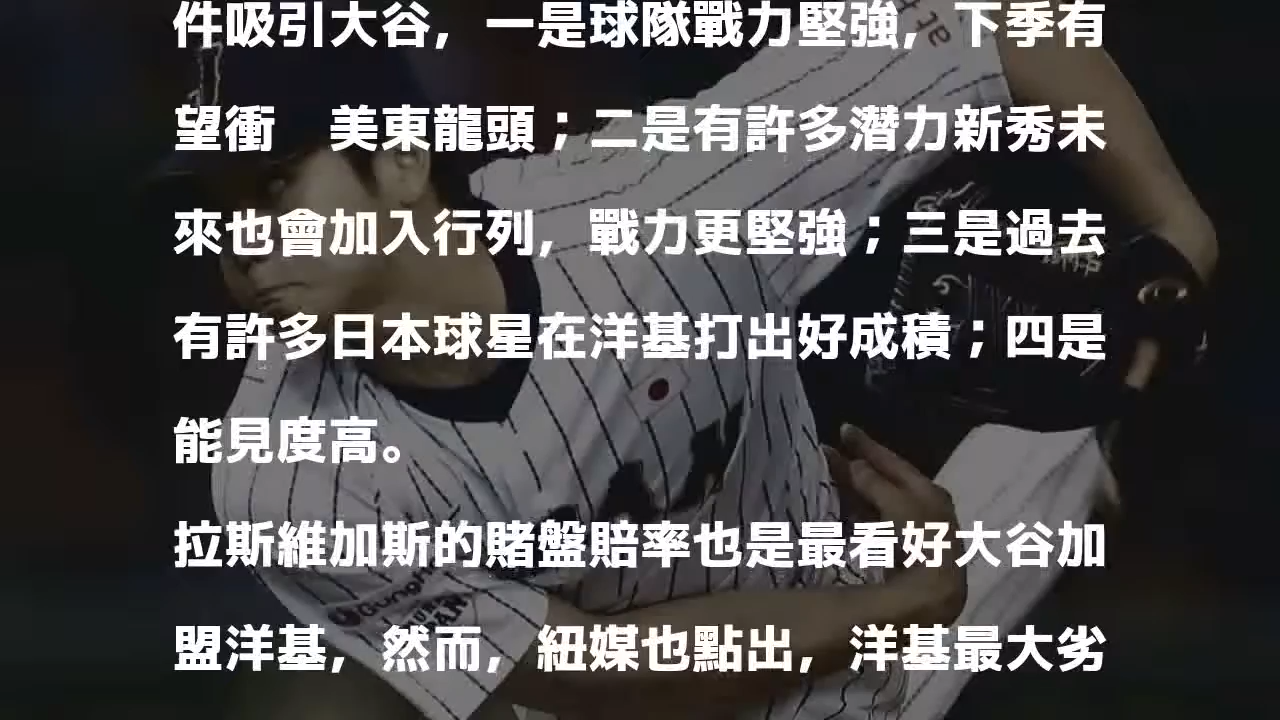 件吸引大谷，一是球隊戰力堅強，下季有
望衝　美東龍頭；二是有許多潛力新秀未
來也會加入行列，戰力更堅強；三是過去
有許多日本球星在洋基打出好成積；四是
能見度高。
拉斯維加斯的賭盤賠率也是最看好大谷加
盟洋基，然而，紐媒也點出，洋基最大劣